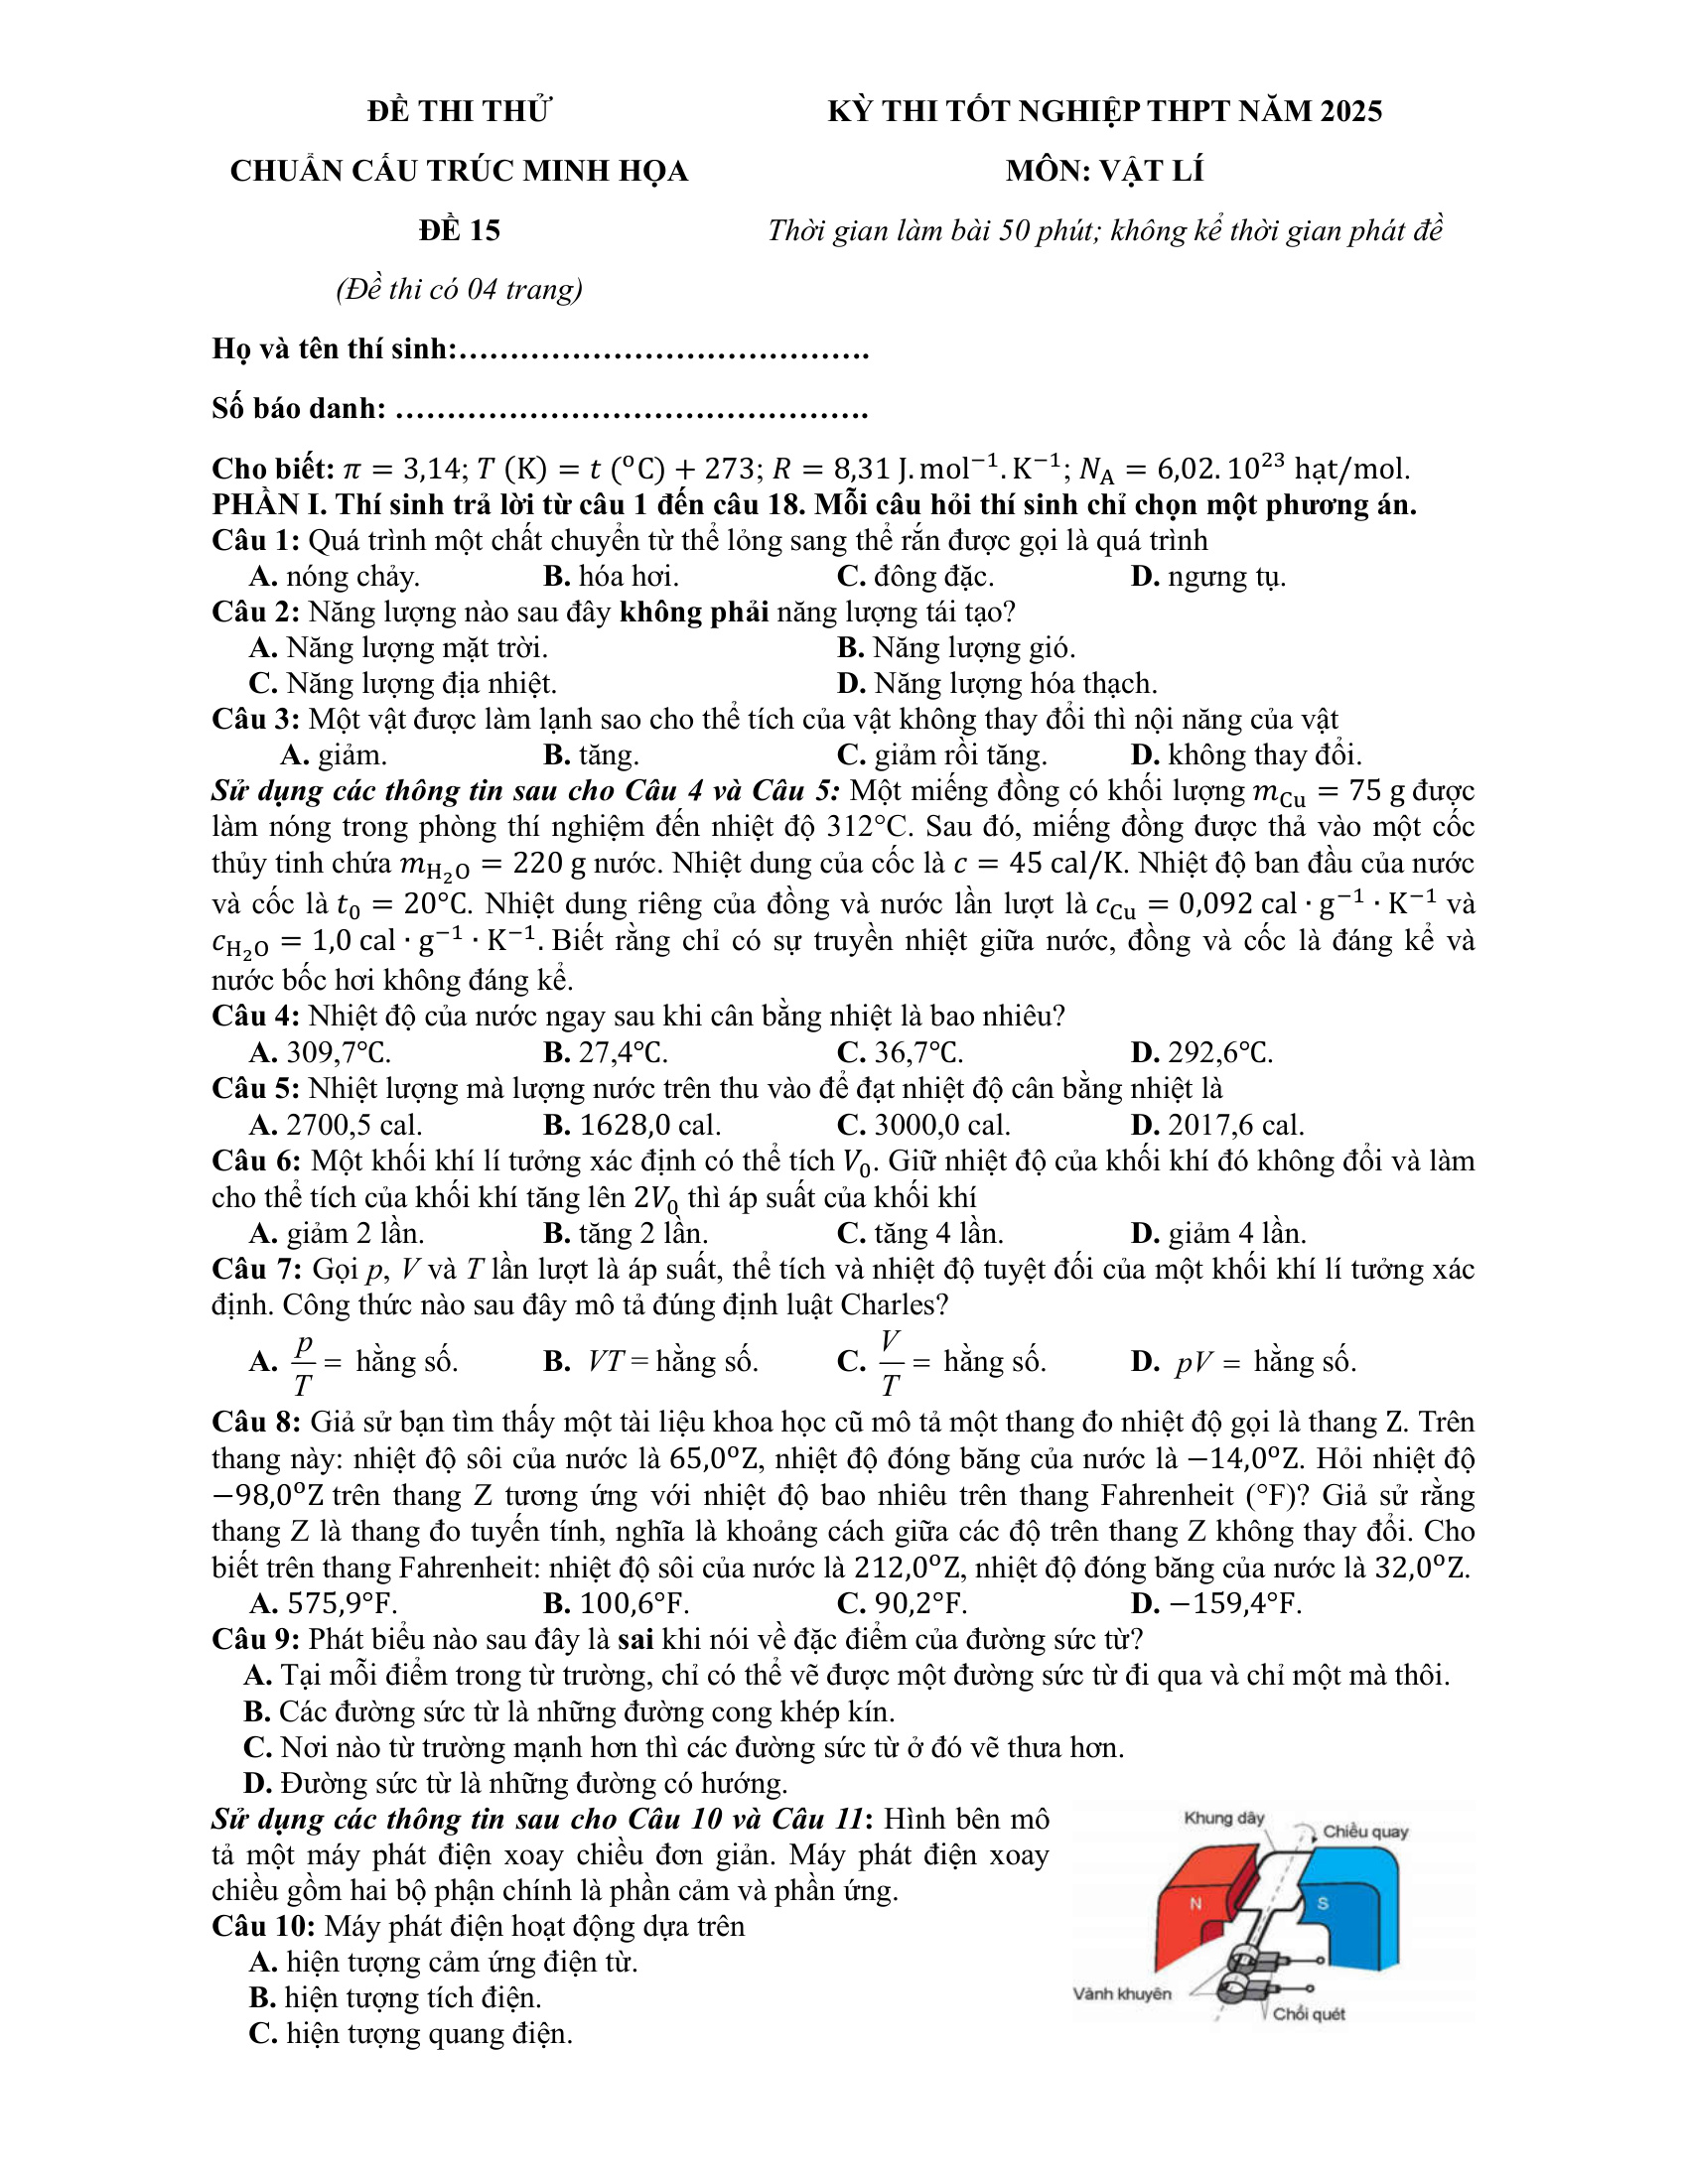 ĐỀ THI THỬ
CHUẨN CẤU TRÚC MINH HỌA
ĐỀ 15
(Đề thi có 04 trang)
KỲ THI TỐT NGHIỆP THPT NĂM 2025
MÔN: VẬT LÍ
Thời gian làm bài 50 phút; không kể thời gian phát đề
Họ và tên thí sinh:………………………………….
Số báo danh: ……………………………………….
Cho biết: π = 3,14; T (K) = t (⁰C) + 273; R = 8,31 J. mol⁻¹. K⁻¹; N_A = 6,02. 10²³ hạt/mol.
PHẦN I. Thí sinh trả lời từ câu 1 đến câu 18. Mỗi câu hỏi thí sinh chỉ chọn một phương án.
Câu 1: Quá trình một chất chuyển từ thể lỏng sang thể rắn được gọi là quá trình
A. nóng chảy. B. hóa hơi. C. đông đặc. D. ngưng tụ.
Câu 2: Năng lượng nào sau đây không phải năng lượng tái tạo?
A. Năng lượng mặt trời. B. Năng lượng gió.
C. Năng lượng địa nhiệt. D. Năng lượng hóa thạch.
Câu 3: Một vật được làm lạnh sao cho thể tích của vật không thay đổi thì nội năng của vật
A. giảm. B. tăng. C. giảm rồi tăng. D. không thay đổi.
Sử dụng các thông tin sau cho Câu 4 và Câu 5: Một miếng đồng có khối lượng m_Cu = 75 g được
làm nóng trong phòng thí nghiệm đến nhiệt độ 312°C. Sau đó, miếng đồng được thả vào một cốc
thủy tinh chứa m_H₂O = 220 g nước. Nhiệt dung của cốc là c = 45 cal/K. Nhiệt độ ban đầu của nước
và cốc là t₀ = 20°C. Nhiệt dung riêng của đồng và nước lần lượt là c_Cu = 0,092 cal · g⁻¹ · K⁻¹ và
c_H₂O = 1,0 cal · g⁻¹ · K⁻¹. Biết rằng chỉ có sự truyền nhiệt giữa nước, đồng và cốc là đáng kể và
nước bốc hơi không đáng kể.
Câu 4: Nhiệt độ của nước ngay sau khi cân bằng nhiệt là bao nhiêu?
A. 309,7°C. B. 27,4°C. C. 36,7°C. D. 292,6°C.
Câu 5: Nhiệt lượng mà lượng nước trên thu vào để đạt nhiệt độ cân bằng nhiệt là
A. 2700,5 cal. B. 1628,0 cal. C. 3000,0 cal. D. 2017,6 cal.
Câu 6: Một khối khí lí tưởng xác định có thể tích V₀. Giữ nhiệt độ của khối khí đó không đổi và làm
cho thể tích của khối khí tăng lên 2V₀ thì áp suất của khối khí
A. giảm 2 lần. B. tăng 2 lần. C. tăng 4 lần. D. giảm 4 lần.
Câu 7: Gọi p, V và T lần lượt là áp suất, thể tích và nhiệt độ tuyệt đối của một khối khí lí tưởng xác
định. Công thức nào sau đây mô tả đúng định luật Charles?
A. p/T = hằng số. B. VT = hằng số. C. V/T = hằng số. D. pV = hằng số.
Câu 8: Giả sử bạn tìm thấy một tài liệu khoa học cũ mô tả một thang đo nhiệt độ gọi là thang Z. Trên
thang này: nhiệt độ sôi của nước là 65,0⁰Z, nhiệt độ đóng băng của nước là −14,0⁰Z. Hỏi nhiệt độ
−98,0⁰Z trên thang Z tương ứng với nhiệt độ bao nhiêu trên thang Fahrenheit (°F)? Giả sử rằng
thang Z là thang đo tuyến tính, nghĩa là khoảng cách giữa các độ trên thang Z không thay đổi. Cho
biết trên thang Fahrenheit: nhiệt độ sôi của nước là 212,0⁰Z, nhiệt độ đóng băng của nước là 32,0⁰Z.
A. 575,9°F. B. 100,6°F. C. 90,2°F. D. −159,4°F.
Câu 9: Phát biểu nào sau đây là sai khi nói về đặc điểm của đường sức từ?
A. Tại mỗi điểm trong từ trường, chỉ có thể vẽ được một đường sức từ đi qua và chỉ một mà thôi.
B. Các đường sức từ là những đường cong khép kín.
C. Nơi nào từ trường mạnh hơn thì các đường sức từ ở đó vẽ thưa hơn.
D. Đường sức từ là những đường có hướng.
Sử dụng các thông tin sau cho Câu 10 và Câu 11: Hình bên mô
tả một máy phát điện xoay chiều đơn giản. Máy phát điện xoay
chiều gồm hai bộ phận chính là phần cảm và phần ứng.
Câu 10: Máy phát điện hoạt động dựa trên
A. hiện tượng cảm ứng điện từ.
B. hiện tượng tích điện.
C. hiện tượng quang điện.
Khung dây
Chiều quay
N
S
Vành khuyên
Chổi quét